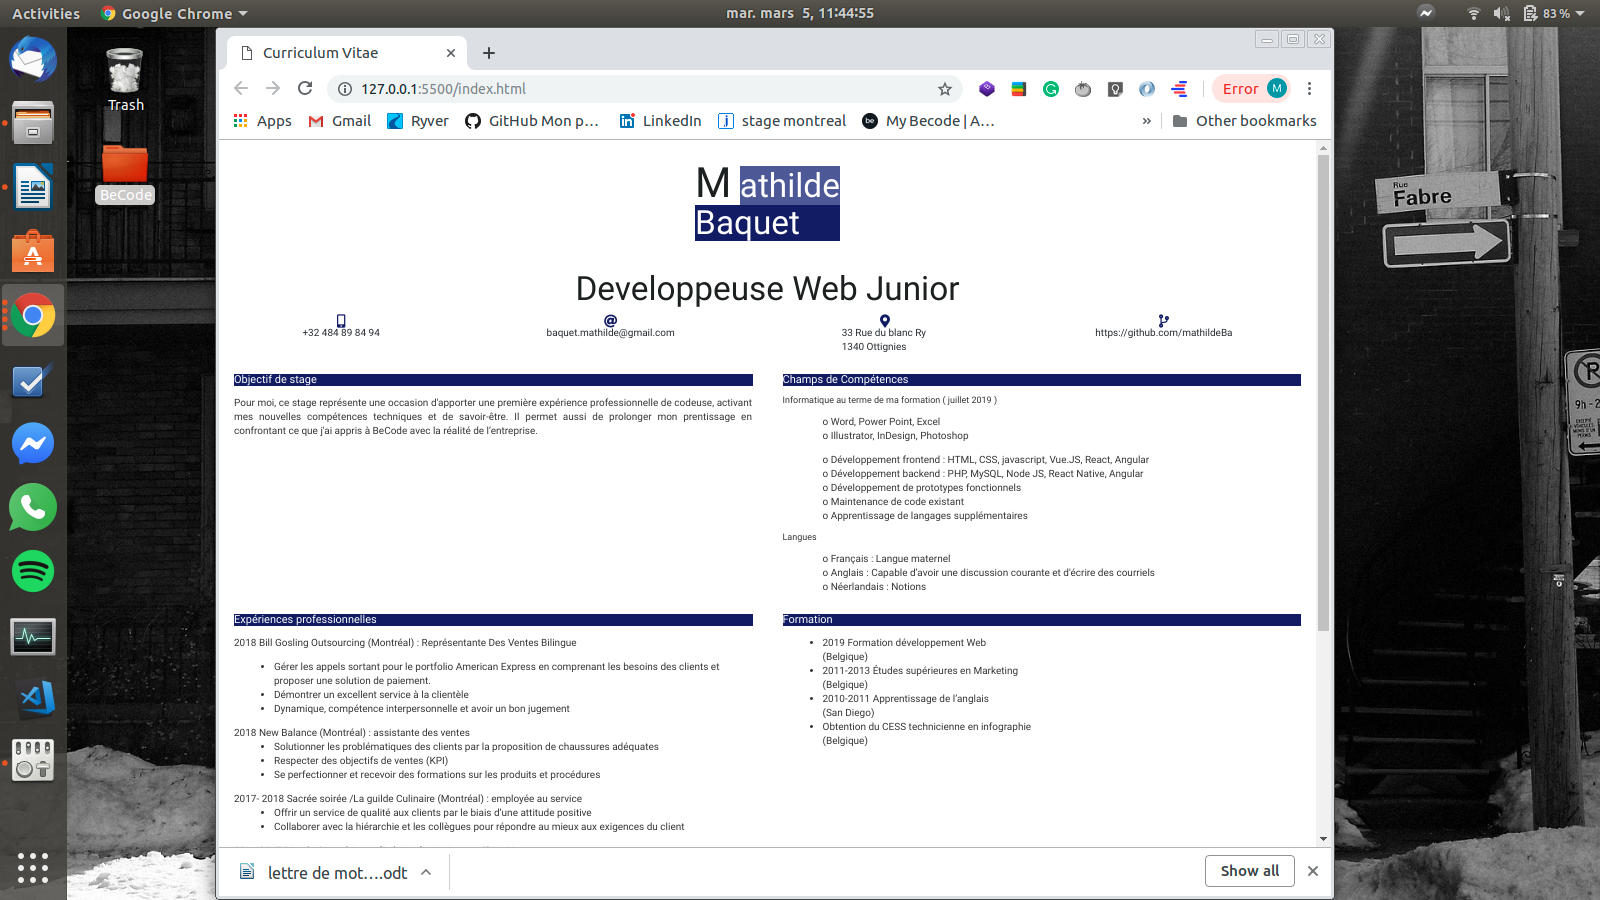 Activities
Google Chrome
mar. mars 5, 11:44:55
83 %
Trash
BeCode
Curriculum Vitae
127.0.0.1:5500/index.html
Error
M
Apps
Gmail
Ryver
GitHub Mon p…
LinkedIn
stage montreal
be
My Becode | A…
»
Other bookmarks
Mathilde
Baquet
Developpeuse Web Junior
+32 484 89 84 94
baquet.mathilde@gmail.com
33 Rue du blanc Ry
1340 Ottignies
https://github.com/mathildeBa
Objectif de stage
Pour moi, ce stage représente une occasion d'apporter une première expérience professionnelle de codeuse, activant
mes nouvelles compétences techniques et de savoir-être. Il permet aussi de prolonger mon prentissage en
confrontant ce que j'ai appris à BeCode avec la réalité de l'entreprise.
Champs de Compétences
Informatique au terme de ma formation ( juillet 2019 )
o Word, Power Point, Excel
o Illustrator, InDesign, Photoshop
o Développement frontend : HTML, CSS, javascript, Vue.JS, React, Angular
o Développement backend : PHP, MySQL, Node JS, React Native, Angular
o Développement de prototypes fonctionnels
o Maintenance de code existant
o Apprentissage de langages supplémentaires
Langues
o Français : Langue maternel
o Anglais : Capable d'avoir une discussion courante et d'écrire des courriels
o Néerlandais : Notions
Expériences professionnelles
2018 Bill Gosling Outsourcing (Montréal) : Représentante Des Ventes Bilingue
• Gérer les appels sortant pour le portfolio American Express en comprenant les besoins des clients et
proposer une solution de paiement.
• Démontrer un excellent service à la clientèle
• Dynamique, compétence interpersonnelle et avoir un bon jugement
2018 New Balance (Montréal) : assistante des ventes
• Solutionner les problématiques des clients par la proposition de chaussures adéquates
• Respecter des objectifs de ventes (KPI)
• Se perfectionner et recevoir des formations sur les produits et procédures
2017- 2018 Sacrée soirée /La guilde Culinaire (Montréal) : employée au service
• Offrir un service de qualité aux clients par le biais d'une attitude positive
• Collaborer avec la hiérarchie et les collègues pour répondre au mieux aux exigences du client
Formation
• 2019 Formation développement Web
(Belgique)
• 2011-2013 Études supérieures en Marketing
(Belgique)
• 2010-2011 Apprentissage de l'anglais
(San Diego)
• Obtention du CESS technicienne en infographie
(Belgique)
lettre de mot….odt
Show all
Rue
Fabre
9h - 2